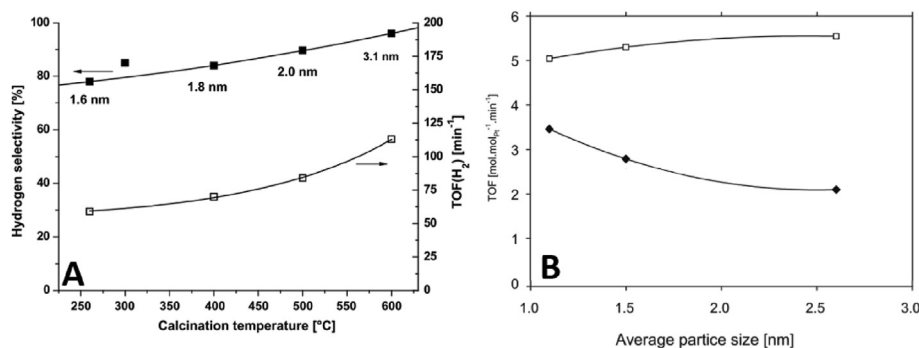 100
80
60
40
20
0
Hydrogen selectivity [%]
1.6 nm
1.8 nm
2.0 nm
3.1 nm
A
250 300 350 400 450 500 550 600
Calcination temperature [°C]
200
175
150
125
100
75
50
25
0
TOF(H₂) [min⁻¹]
6
5
4
3
2
1
0
TOF [mol.molPt⁻¹.min⁻¹]
B
1.0 1.5 2.0 2.5 3.0
Average partice size [nm]